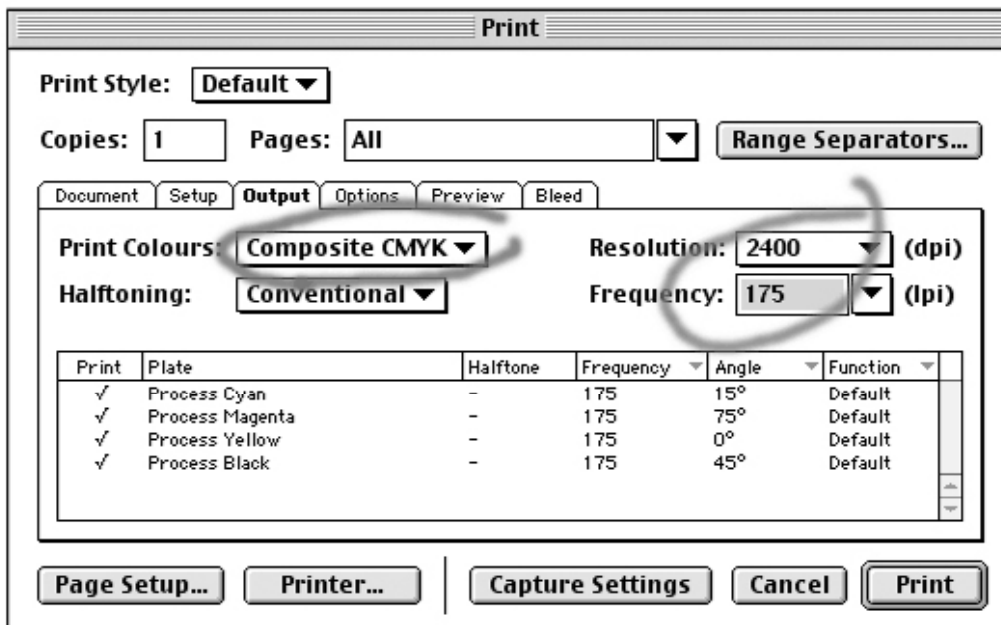 Print
Print Style: Default
Copies: 1 Pages: All Range Separators...
Document Setup Output Options Preview Bleed
Print Colours: Composite CMYK Resolution: 2400 (dpi)
Halftoning: Conventional Frequency: 175 (lpi)
Print Plate Halftone Frequency Angle Function
√ Process Cyan - 175 15° Default
√ Process Magenta - 175 75° Default
√ Process Yellow - 175 0° Default
√ Process Black - 175 45° Default
Page Setup... Printer... Capture Settings Cancel Print